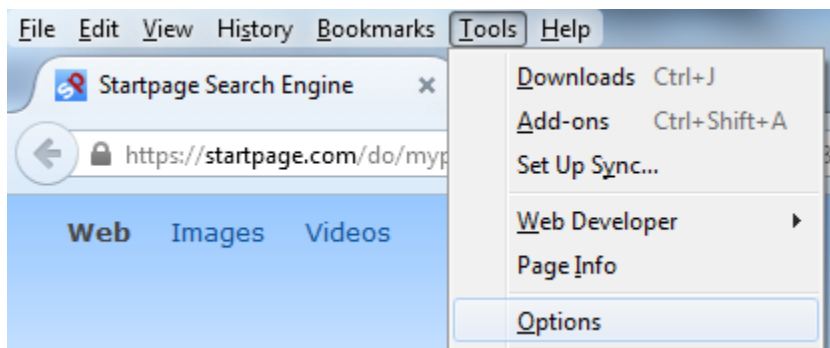 File Edit View History Bookmarks Tools Help
Startpage Search Engine
https://startpage.com/do/myp
Web Images Videos
Downloads Ctrl+J
Add-ons Ctrl+Shift+A
Set Up Sync...
Web Developer
Page Info
Options